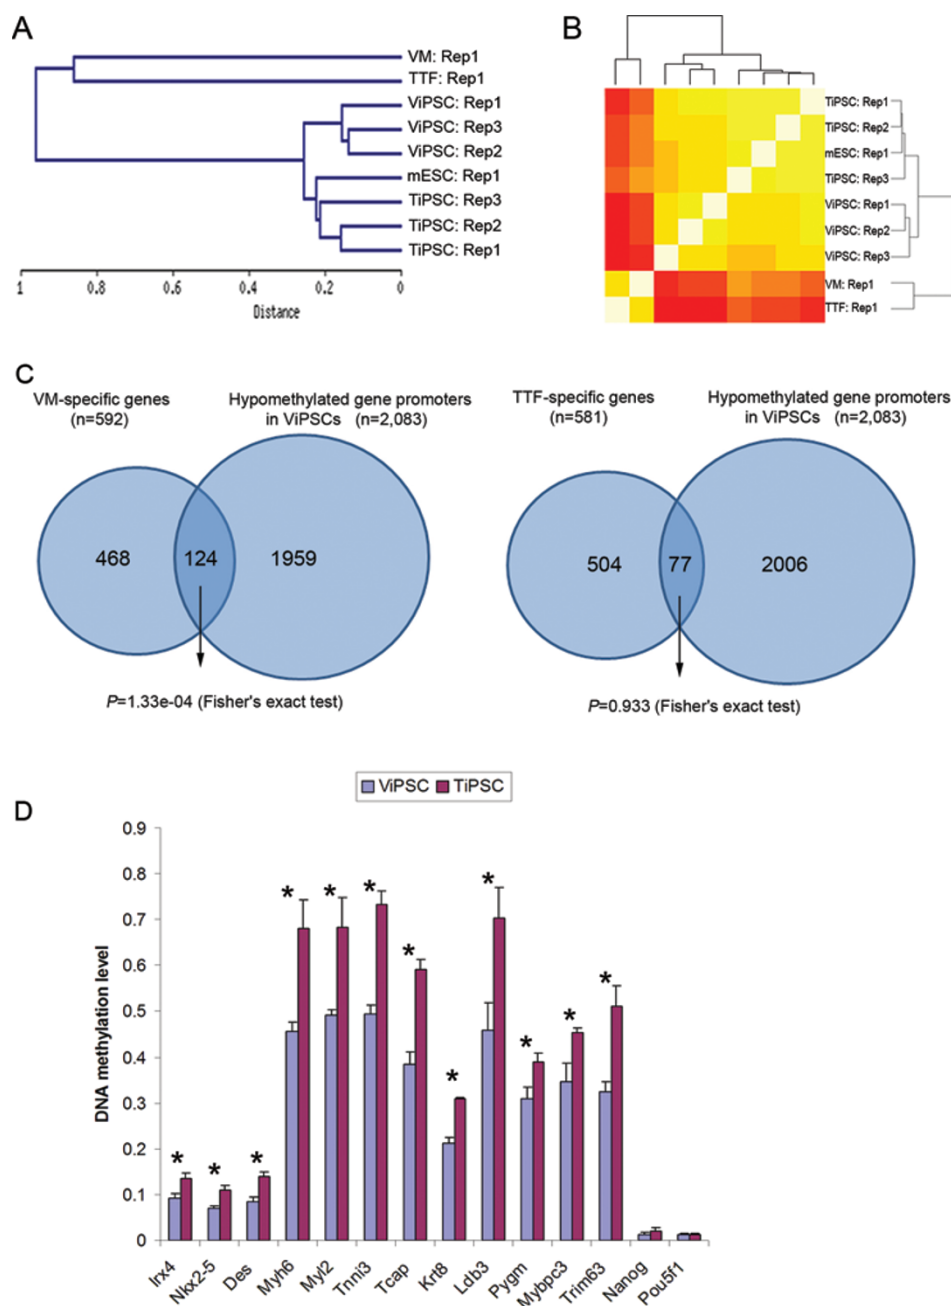 A
VM: Rep1
TTF: Rep1
ViPSC: Rep1
ViPSC: Rep3
ViPSC: Rep2
mESC: Rep1
TiPSC: Rep3
TiPSC: Rep2
TiPSC: Rep1
1 0.8 0.6 0.4 0.2 0
Distance
B
TiPSC: Rep1
TiPSC: Rep2
mESC: Rep1
TiPSC: Rep3
ViPSC: Rep1
ViPSC: Rep2
ViPSC: Rep3
VM: Rep1
TTF: Rep1
C
VM-specific genes
(n=592)
Hypomethylated gene promoters
in ViPSCs (n=2,083)
468 124 1959
P=1.33e-04 (Fisher's exact test)
TTF-specific genes
(n=581)
Hypomethylated gene promoters
in ViPSCs (n=2,083)
504 77 2006
P=0.933 (Fisher's exact test)
D
ViPSC TiPSC
DNA methylation level
0.9
0.8
0.7
0.6
0.5
0.4
0.3
0.2
0.1
0
* * * * * * * * * * * *
Irx4 Nkx2-5 Des Myh6 Myl2 Tnni3 Tcap Krt8 Ldb3 Pygm Mybpc3 Trim63 Nanog Pou5f1